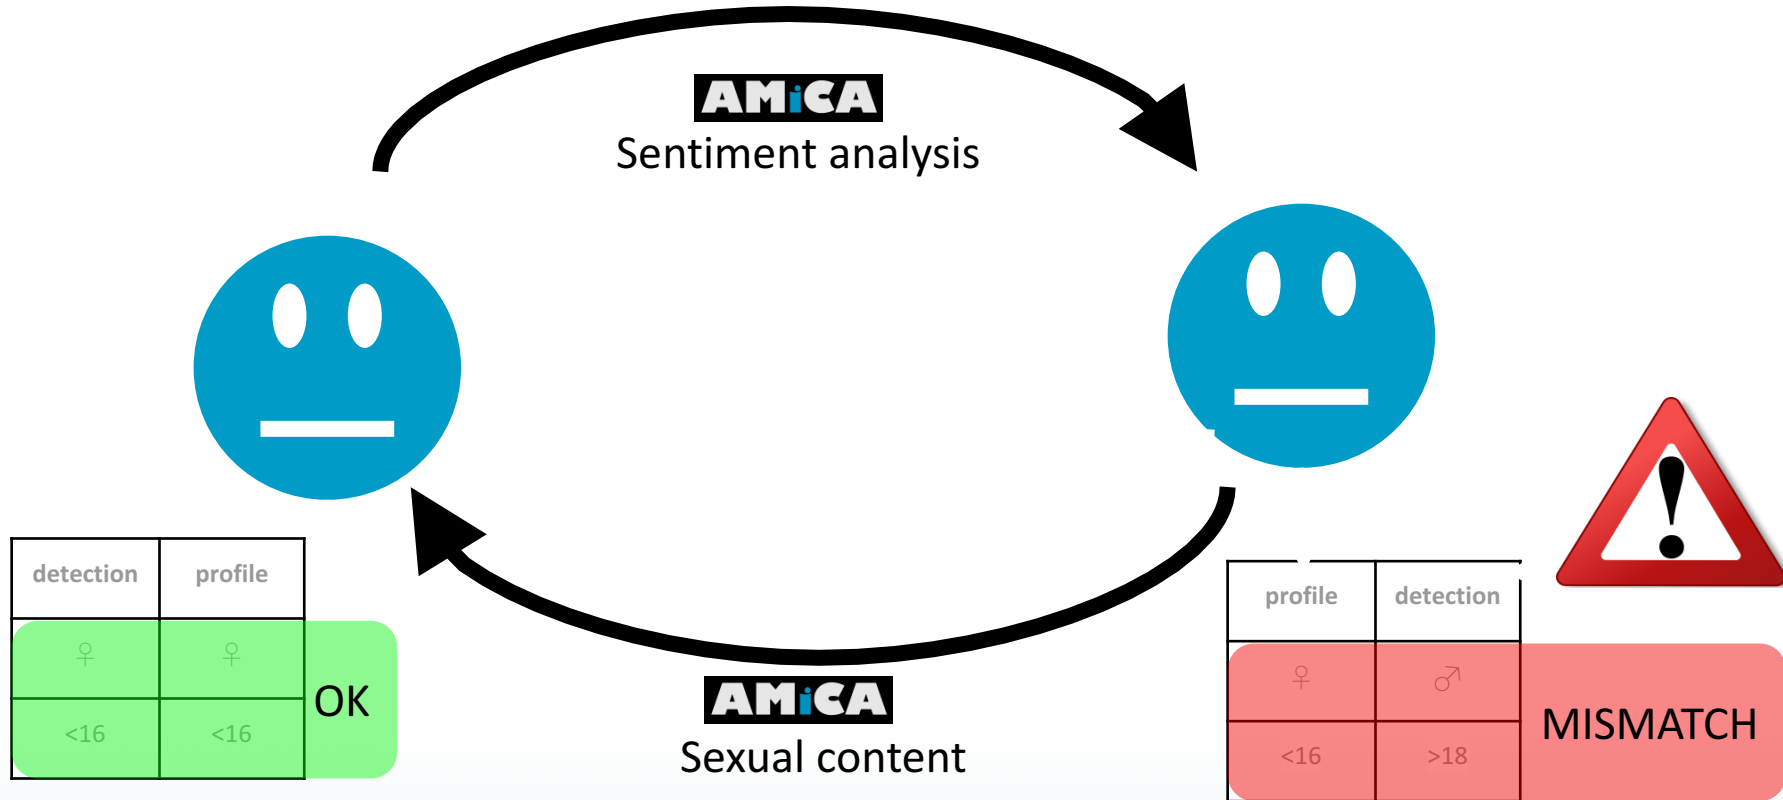 AMiCA
Sentiment analysis
detection profile
♀ ♀
<16 <16
OK
AMiCA
Sexual content
profile detection
♀ ♂
<16 >18
MISMATCH
!